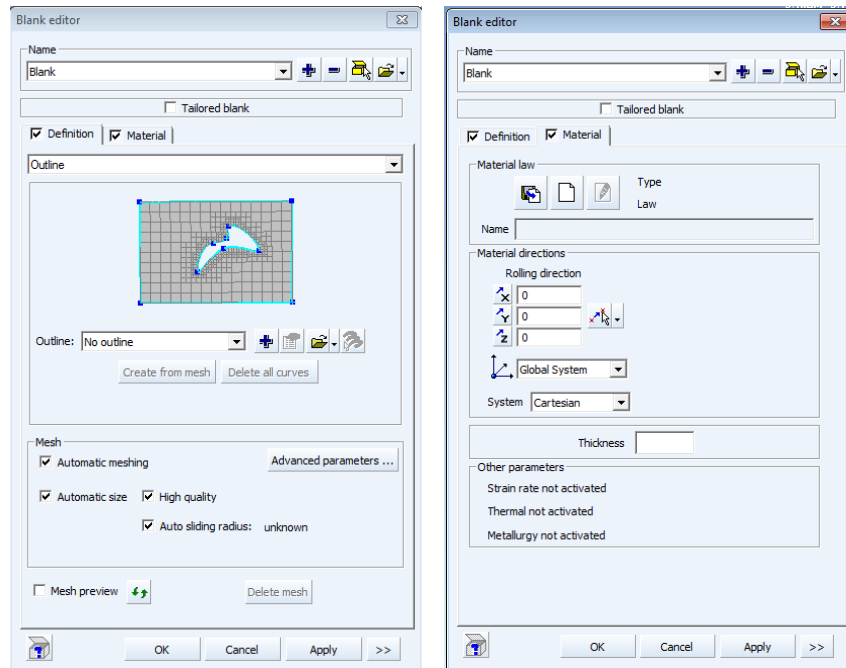 Blank editor
Name
Blank
Tailored blank
Definition
Material
Outline
Outline: No outline
Create from mesh
Delete all curves
Mesh
Automatic meshing
Advanced parameters ...
Automatic size
High quality
Auto sliding radius: unknown
Mesh preview
Delete mesh
OK
Cancel
Apply
>>
Blank editor
Name
Blank
Tailored blank
Definition
Material
Material law
Type
Law
Name
Material directions
Rolling direction
X 0
Y 0
Z 0
Global System
System Cartesian
Thickness
Other parameters
Strain rate not activated
Thermal not activated
Metallurgy not activated
OK
Cancel
Apply
>>